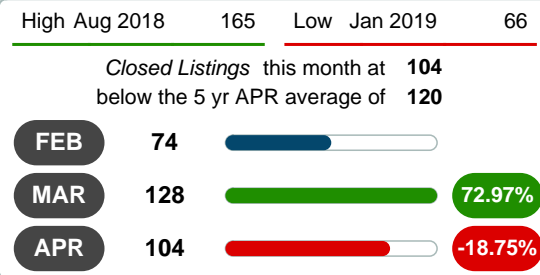 High Aug 2018 165 Low Jan 2019 66
Closed Listings this month at 104
below the 5 yr APR average of 120
FEB 74
MAR 128 72.97%
APR 104 -18.75%